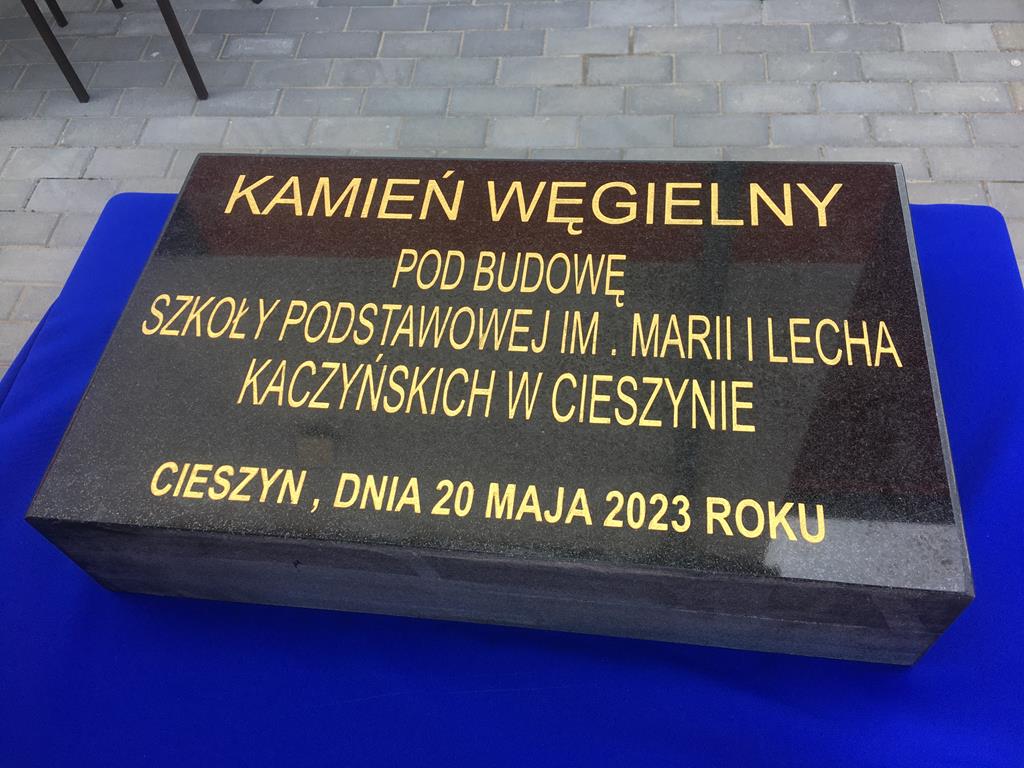 KAMIEŃ WĘGIELNY
POD BUDOWĘ
SZKOŁY PODSTAWOWEJ IM . MARII I LECHA
KACZYŃSKICH W CIESZYNIE
CIESZYN , DNIA 20 MAJA 2023 ROKU